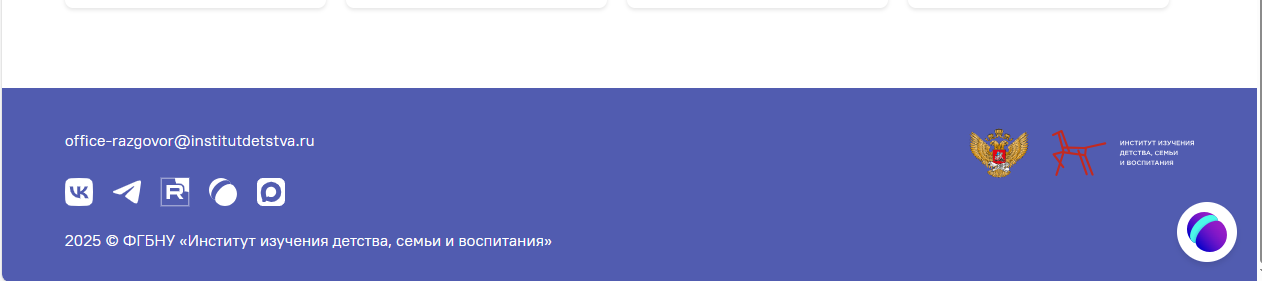 office-razgovor@institutdetstva.ru
ИНСТИТУТ ИЗУЧЕНИЯ
ДЕТСТВА, СЕМЬИ
И ВОСПИТАНИЯ
2025 © ФГБНУ «Институт изучения детства, семьи и воспитания»